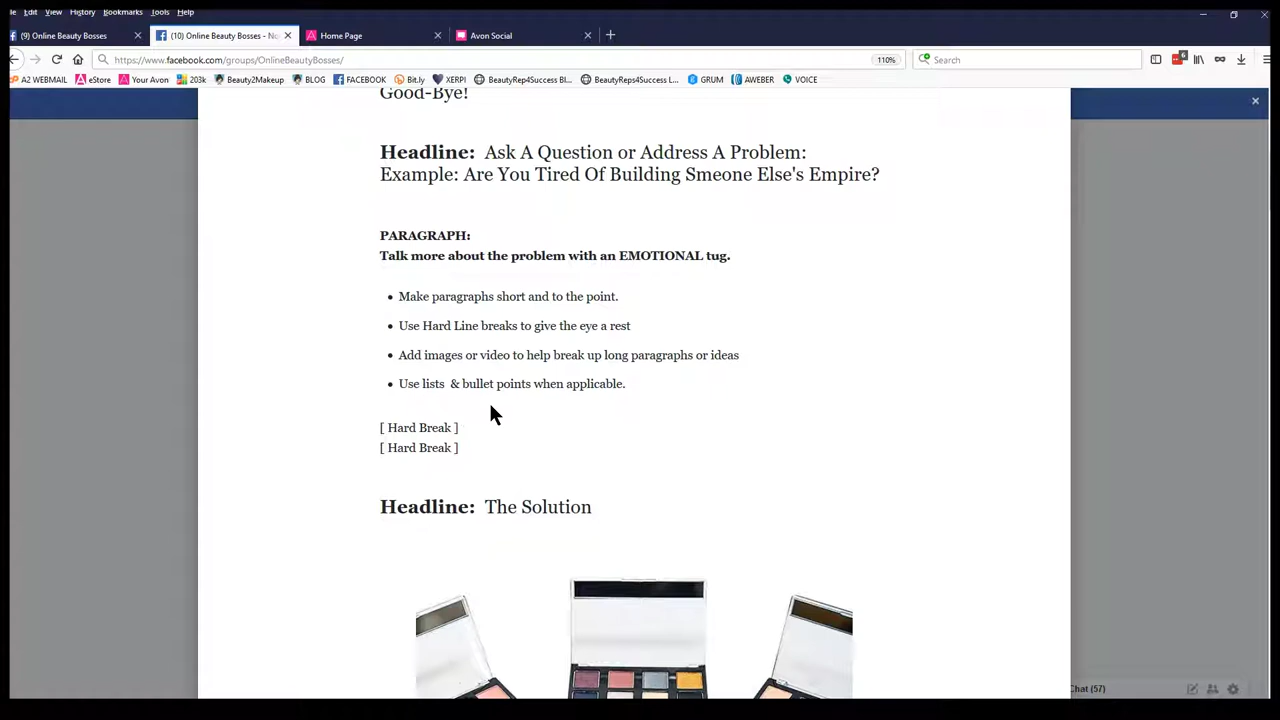 Edit View History Bookmarks Tools Help
(9) Online Beauty Bosses
(10) Online Beauty Bosses - No
Home Page
Avon Social
https://www.facebook.com/groups/OnlineBeautyBosses/
110%
Search
6
A2 WEBMAIL eStore Your Avon 203k Beauty2Makeup BLOG FACEBOOK Bit.ly XERPI BeautyRep4Success Bl... BeautyReps4Success L... GRUM AWEBER VOICE
Good-Bye!
Headline: Ask A Question or Address A Problem:
Example: Are You Tired Of Building Smeone Else's Empire?
PARAGRAPH:
Talk more about the problem with an EMOTIONAL tug.
• Make paragraphs short and to the point.
• Use Hard Line breaks to give the eye a rest
• Add images or video to help break up long paragraphs or ideas
• Use lists & bullet points when applicable.
[ Hard Break ]
[ Hard Break ]
Headline: The Solution
Chat (57)